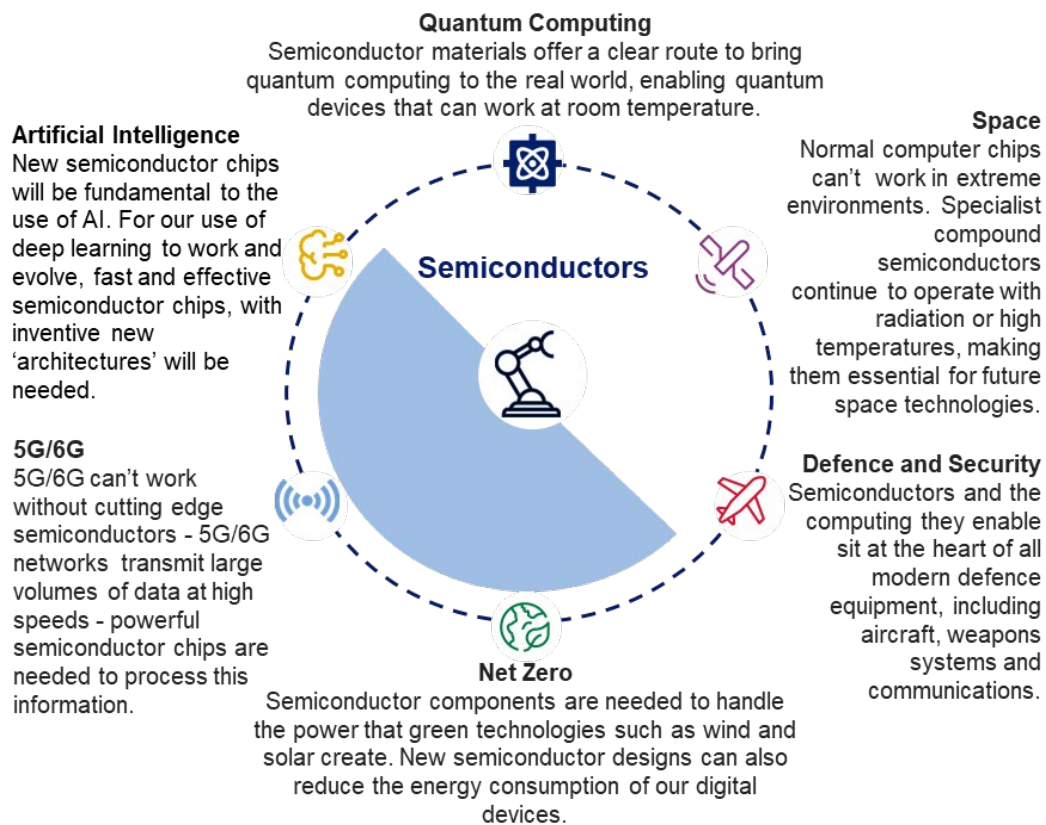 Quantum Computing
Semiconductor materials offer a clear route to bring
quantum computing to the real world, enabling quantum
devices that can work at room temperature.
Artificial Intelligence
New semiconductor chips
will be fundamental to the
use of AI. For our use of
deep learning to work and
evolve, fast and effective
semiconductor chips, with
inventive new
‘architectures’ will be
needed.
Space
Normal computer chips
can’t work in extreme
environments. Specialist
compound
semiconductors
continue to operate with
radiation or high
temperatures, making
them essential for future
space technologies.
Semiconductors
5G/6G
5G/6G can’t work
without cutting edge
semiconductors - 5G/6G
networks transmit large
volumes of data at high
speeds - powerful
semiconductor chips are
needed to process this
information.
Defence and Security
Semiconductors and the
computing they enable
sit at the heart of all
modern defence
equipment, including
aircraft, weapons
systems and
communications.
Net Zero
Semiconductor components are needed to handle
the power that green technologies such as wind and
solar create. New semiconductor designs can also
reduce the energy consumption of our digital
devices.